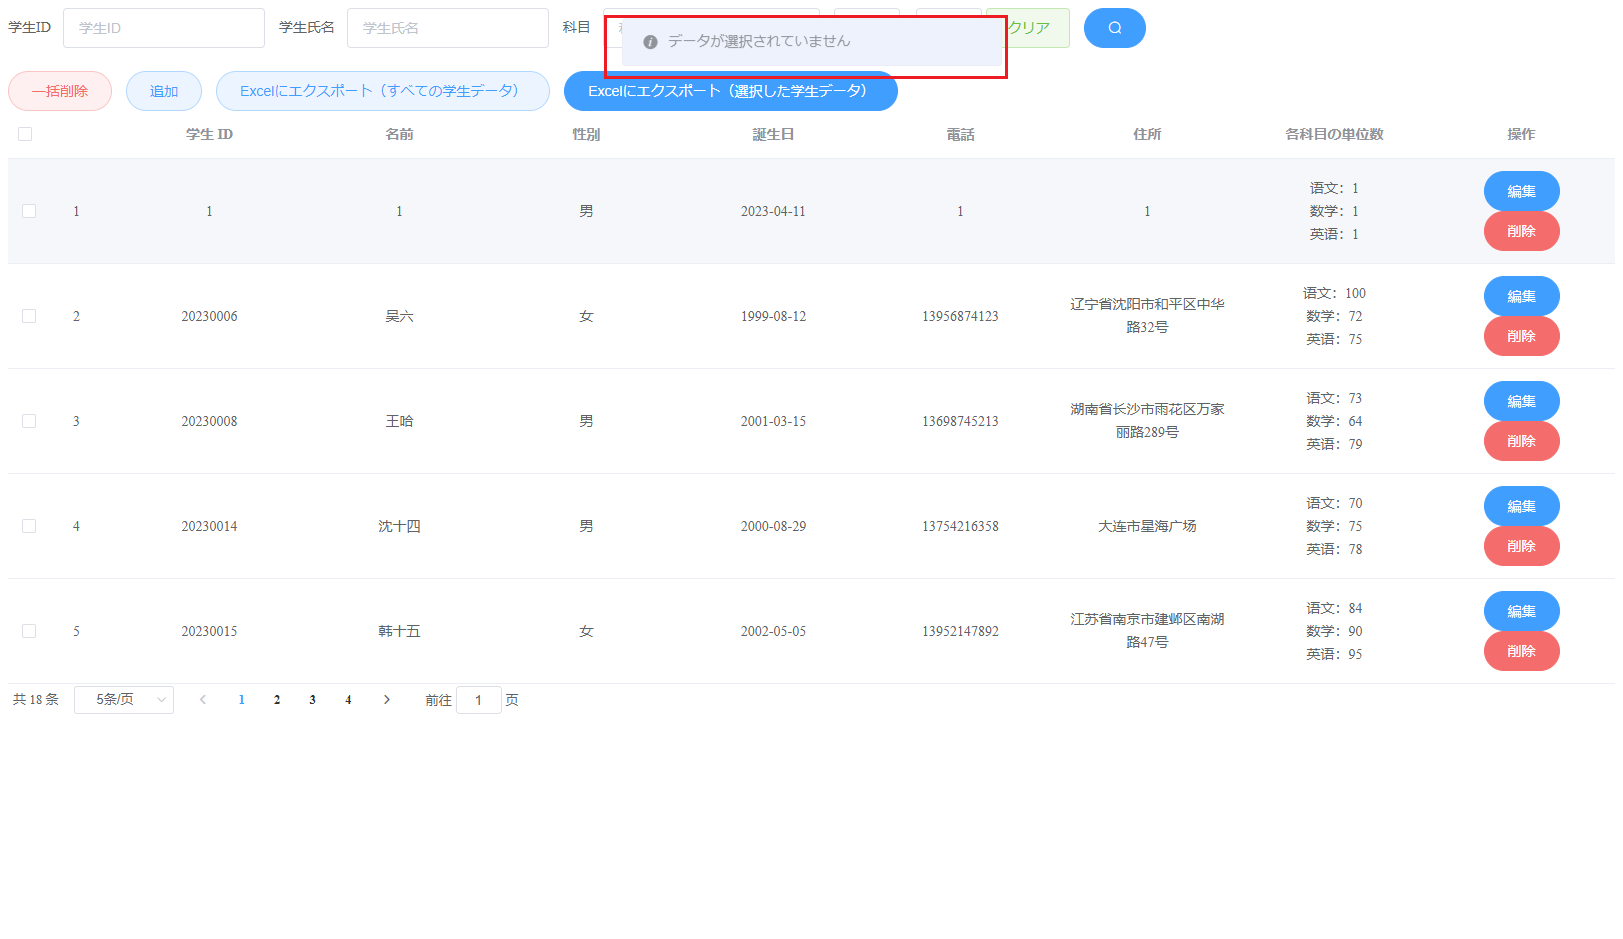 学生ID 学生ID 学生氏名 学生氏名 科目 クリア
データが選択されていません
一括削除 追加 Excelにエクスポート（すべての学生データ） Excelにエクスポート（選択した学生データ）
学生 ID 名前 性別 誕生日 電話 住所 各科目の単位数 操作
1 1 1 男 2023-04-11 1 1
语文：1
数学：1
英语：1
編集
削除
2 20230006 吴六 女 1999-08-12 13956874123
辽宁省沈阳市和平区中华
路32号
语文：100
数学：72
英语：75
編集
削除
3 20230008 王哈 男 2001-03-15 13698745213
湖南省长沙市雨花区万家
丽路289号
语文：73
数学：64
英语：79
編集
削除
4 20230014 沈十四 男 2000-08-29 13754216358 大连市星海广场
语文：70
数学：75
英语：78
編集
削除
5 20230015 韩十五 女 2002-05-05 13952147892
江苏省南京市建邺区南湖
路47号
语文：84
数学：90
英语：95
編集
削除
共 18 条 5条/页 1 2 3 4 前往 1 页